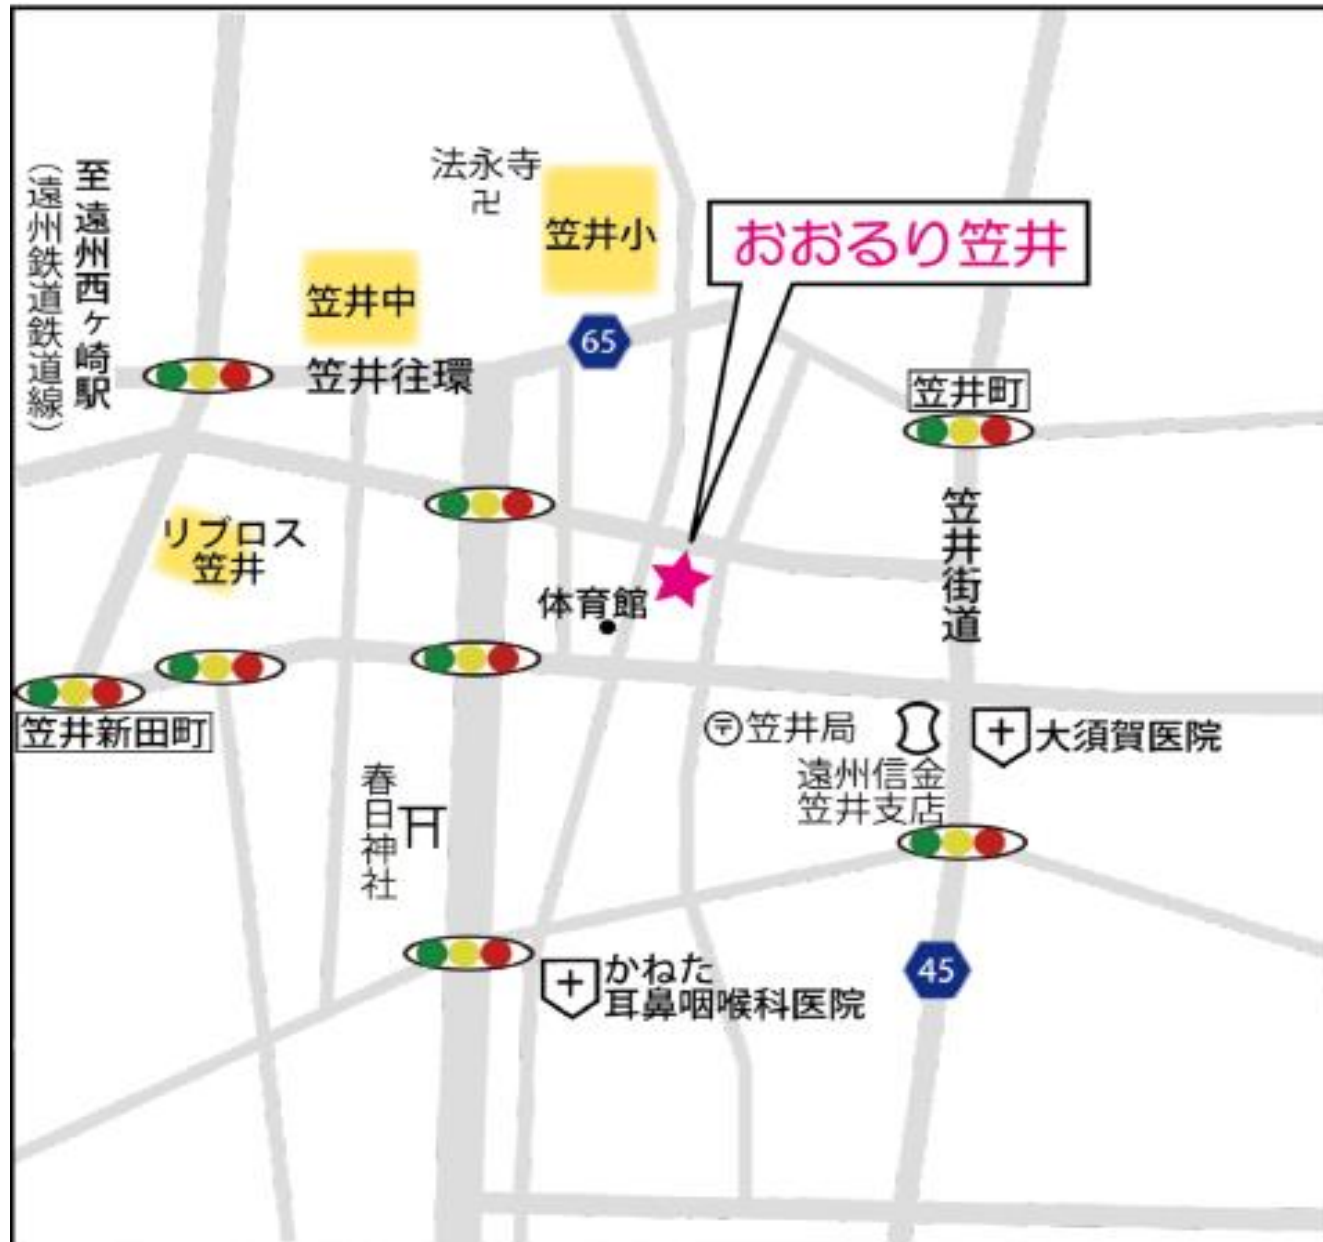 法永寺
卍
笠井小
おおるり笠井
至 遠州西ヶ崎駅
(遠州鉄道鉄道線)
笠井中
65
笠井往環
笠井町
リブロス
笠井
笠井街道
体育館
笠井新田町
〒笠井局
遠州信金
笠井支店
大須賀医院
春日神社
かねた
耳鼻咽喉科医院
45